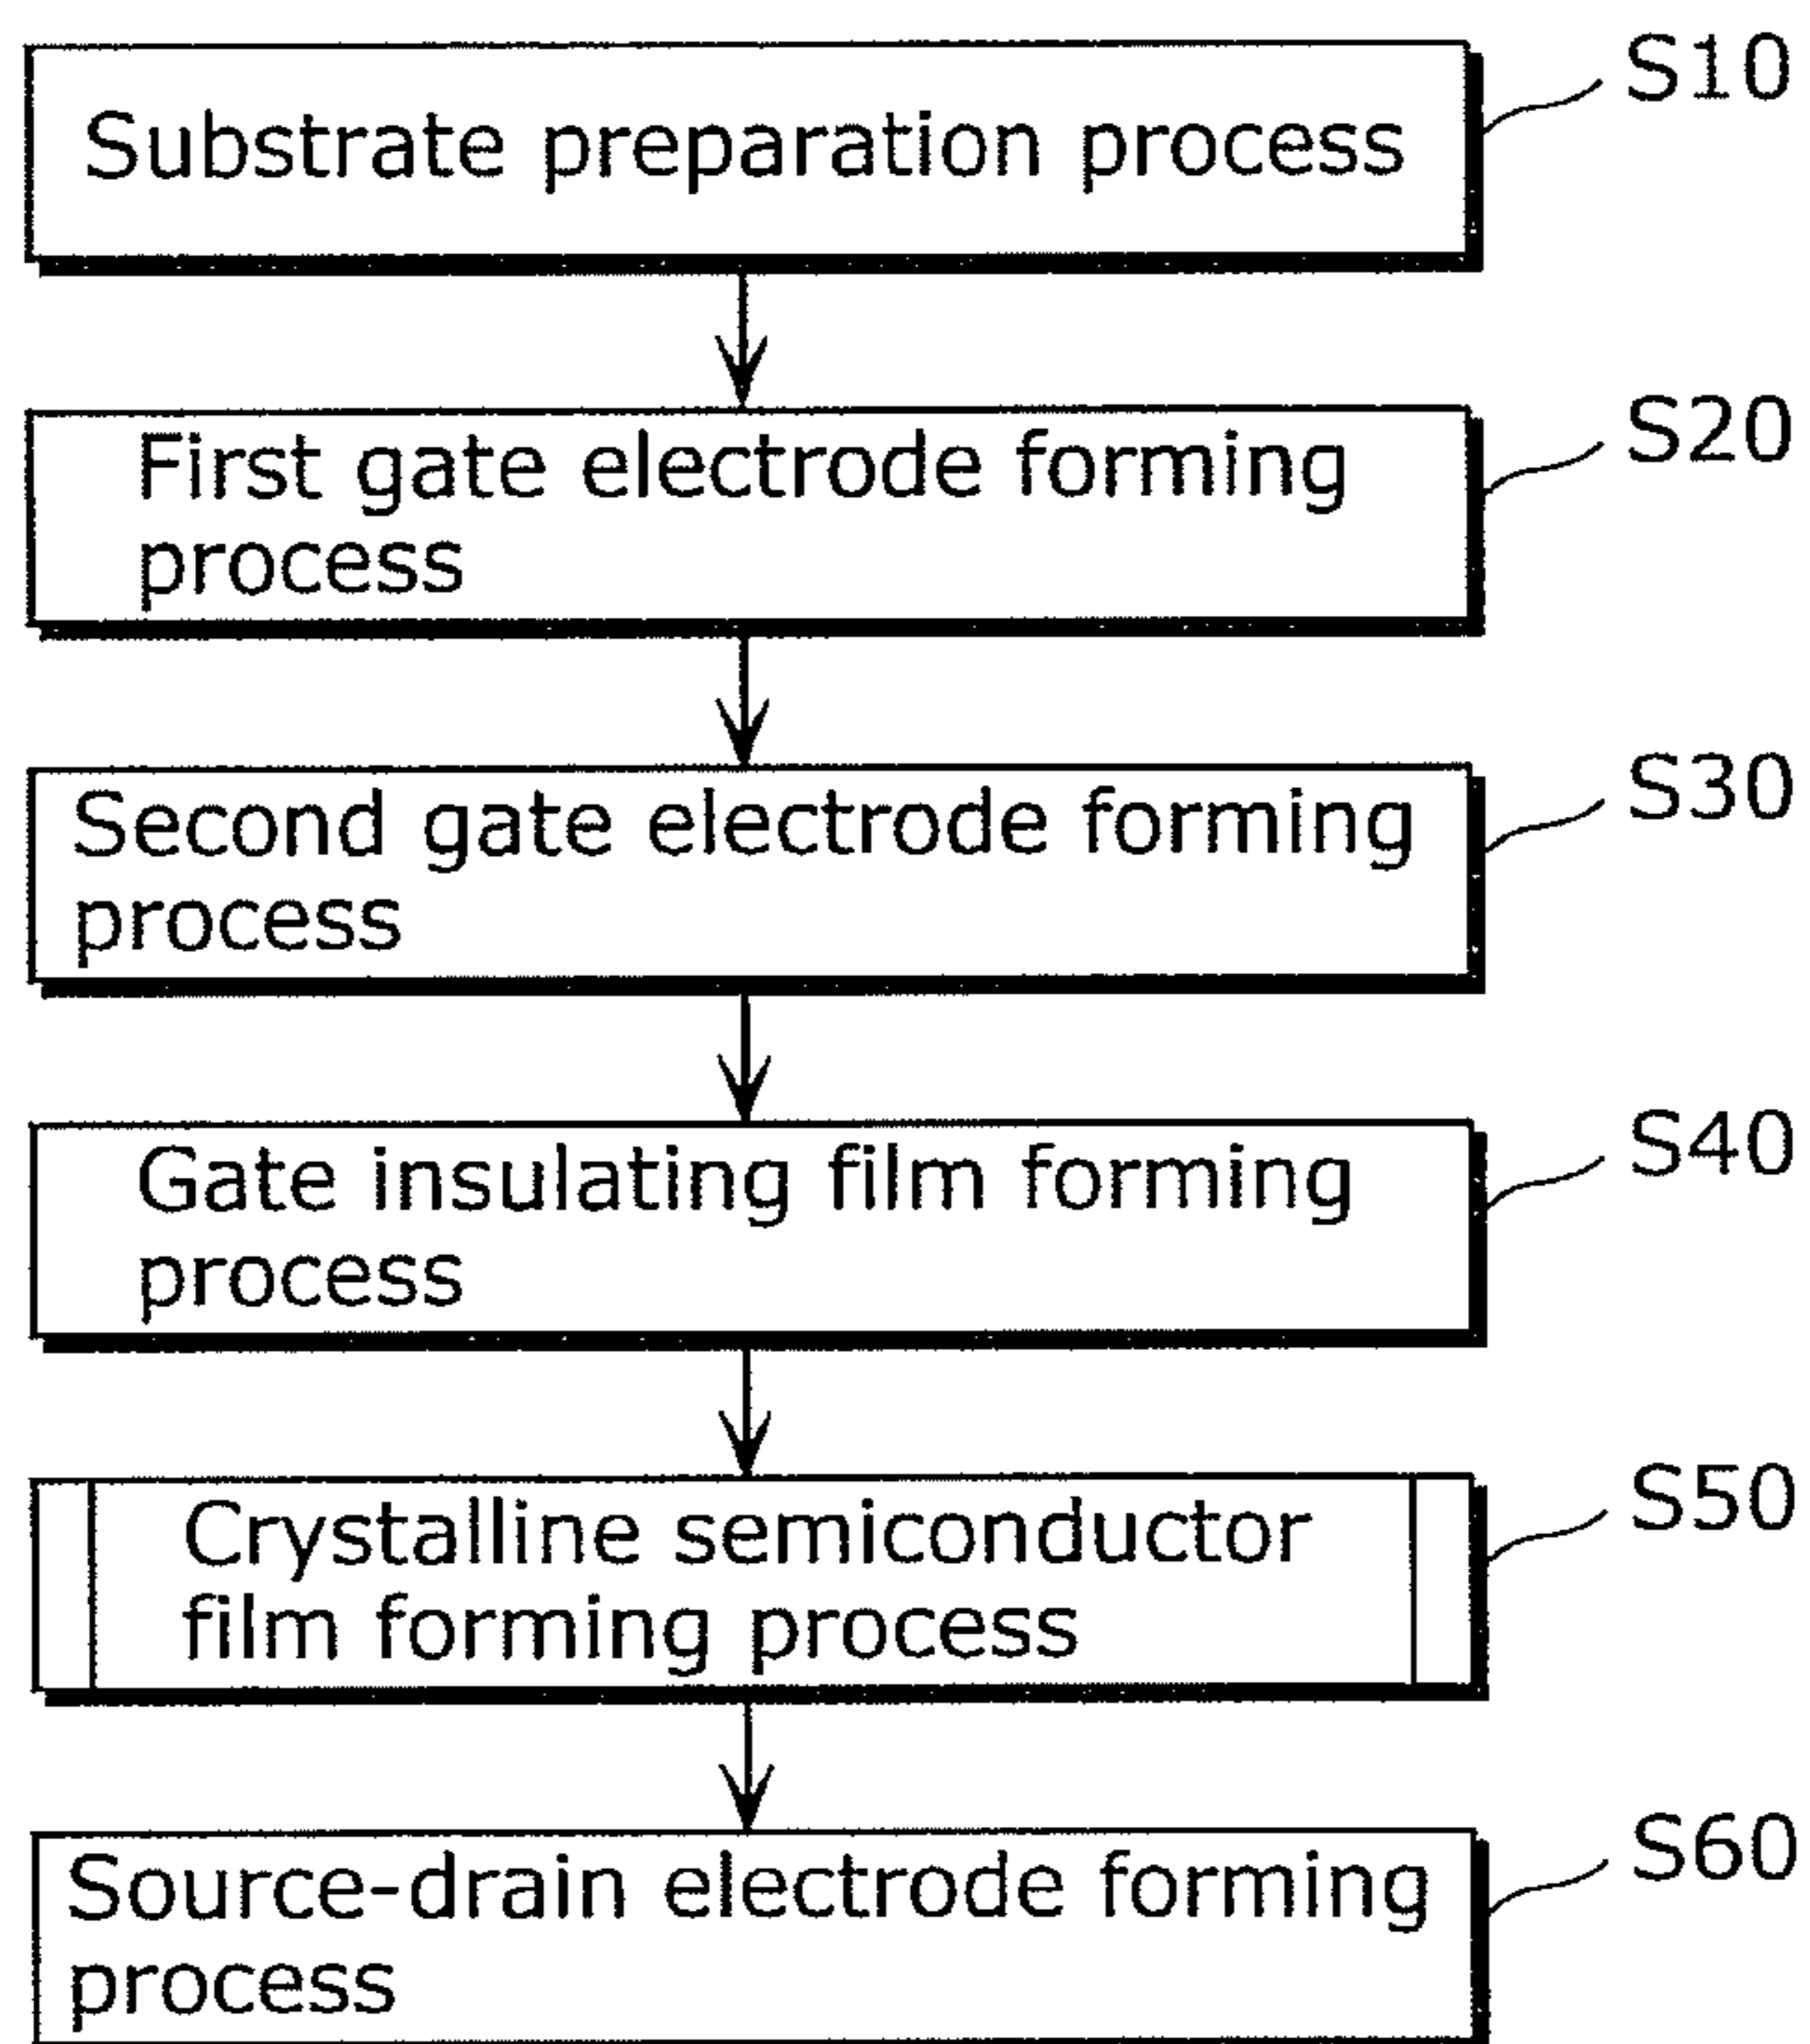 Substrate preparation process
S10
First gate electrode forming
process
S20
Second gate electrode forming
process
S30
Gate insulating film forming
process
S40
Crystalline semiconductor
film forming process
S50
Source-drain electrode forming
process
S60